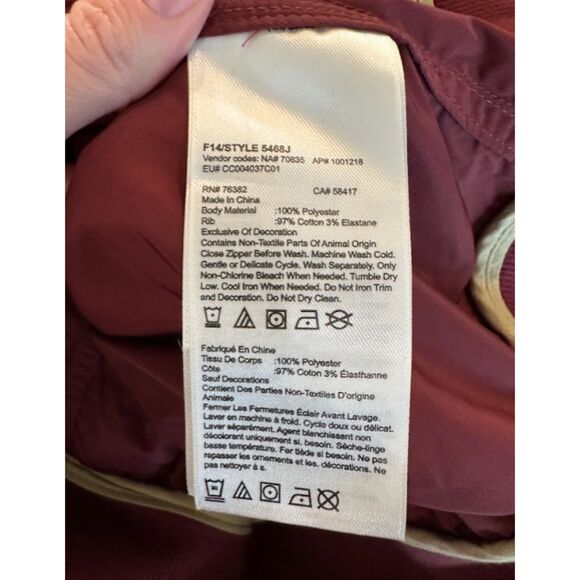 F14/STYLE 5468J
Vendor codes: NA# 70835 AP# 1001218
EU# CC004037C01
RN# 76382 CA# 58417
Made In China
Body Material :100% Polyester
Rib :97% Cotton 3% Elastane
Exclusive Of Decoration
Contains Non-Textile Parts Of Animal Origin
Close Zipper Before Wash. Machine Wash Cold.
Gentle or Delicate Cycle. Wash Separately. Only
Non-Chlorine Bleach When Needed. Tumble Dry
Low. Cool Iron When Needed. Do Not Iron Trim
and Decoration. Do Not Dry Clean.
Fabriqué En Chine
Tissu De Corps :100% Polyester
Côte :97% Coton 3% Élasthanne
Sauf Decorations
Contient Des Parties Non-Textiles D'origine
Animale
Fermer Les Fermetures Éclair Avant Lavage.
Laver en machine à froid. Cycle doux ou délicat.
Laver séparément. Agent blanchissant non
décolorant uniquement si. besoin. Sèche-linge
basse température. Fer tiède si besoin. Ne pas
repasser les ornements et les. décorations. Ne
pas nettoyer à s.